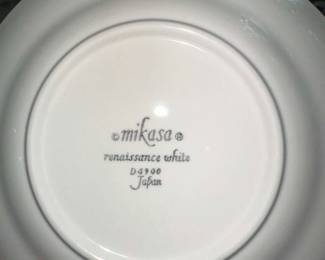 © mikasa ®
renaissance white
D4900
Japan